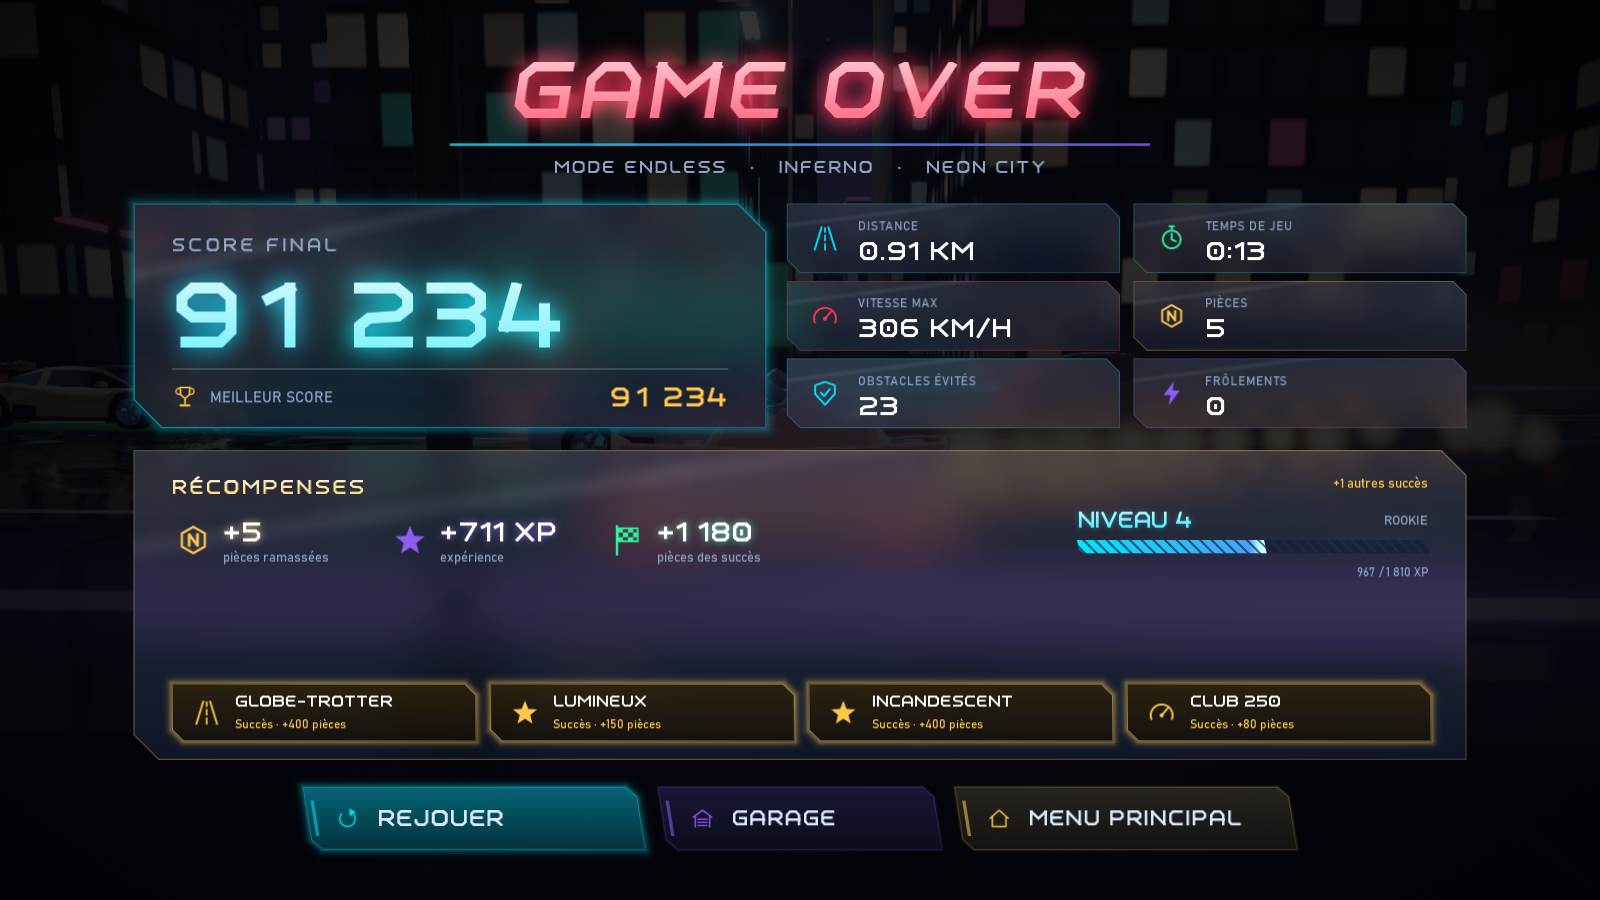 GAME OVER
MODE ENDLESS · INFERNO · NEON CITY
SCORE FINAL
91 234
MEILLEUR SCORE
91 234
DISTANCE
0.91 KM
TEMPS DE JEU
0:13
VITESSE MAX
306 KM/H
PIÈCES
5
OBSTACLES ÉVITÉS
23
FRÔLEMENTS
0
RÉCOMPENSES
+1 autres succès
+5
pièces ramassées
+711 XP
expérience
+1 180
pièces des succès
NIVEAU 4
ROOKIE
967 / 1 810 XP
GLOBE-TROTTER
Succès · +400 pièces
LUMINEUX
Succès · +150 pièces
INCANDESCENT
Succès · +400 pièces
CLUB 250
Succès · +80 pièces
REJOUER
GARAGE
MENU PRINCIPAL